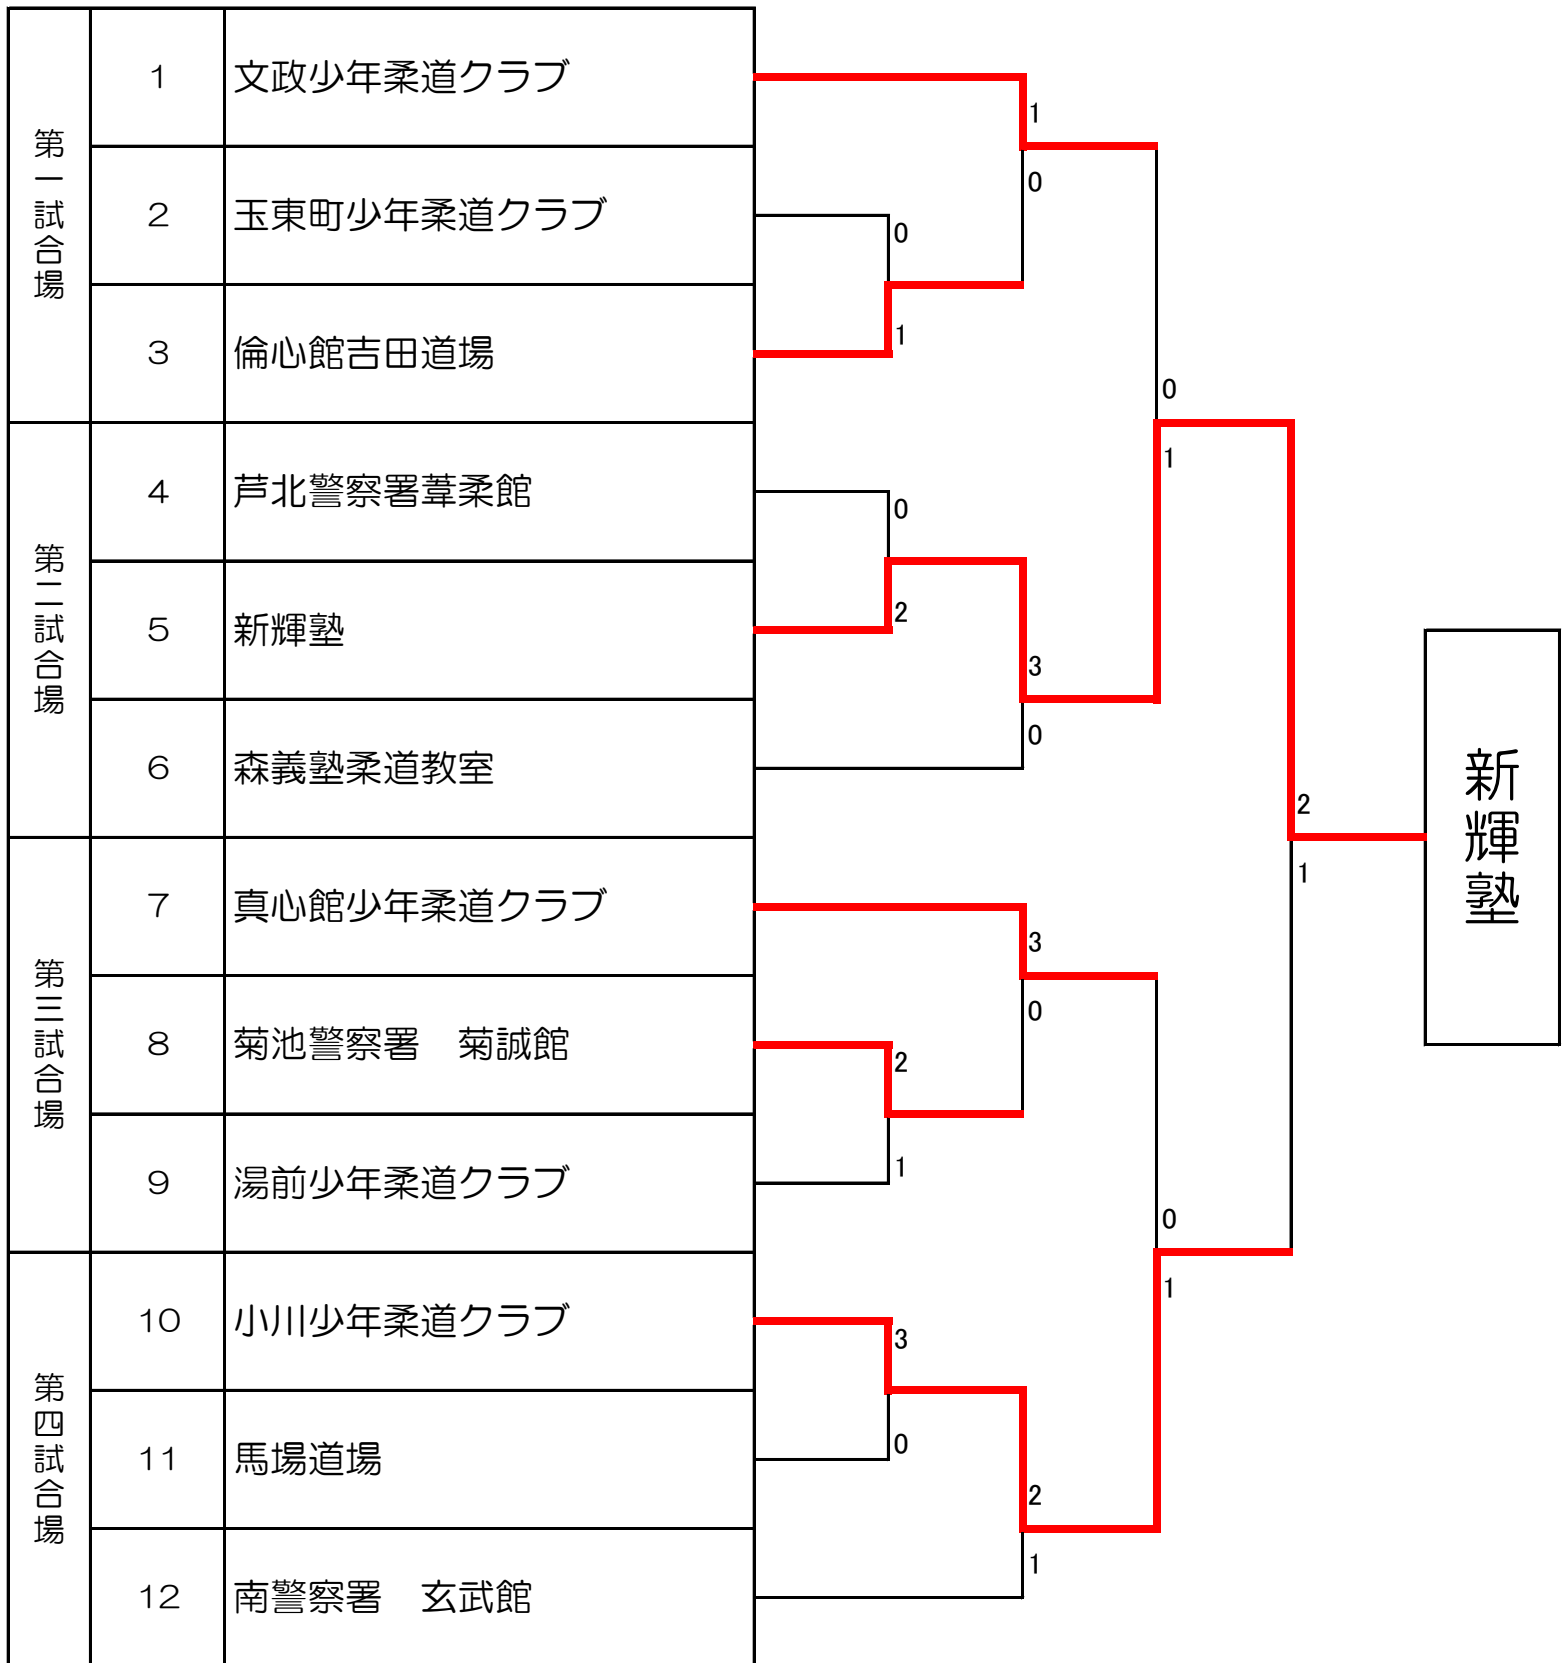 第一試合場
1 文政少年柔道クラブ
2 玉東町少年柔道クラブ
3 倫心館吉田道場
第二試合場
4 芦北警察署葦柔館
5 新輝塾
6 森義塾柔道教室
第三試合場
7 真心館少年柔道クラブ
8 菊池警察署　菊誠館
9 湯前少年柔道クラブ
第四試合場
10 小川少年柔道クラブ
11 馬場道場
12 南警察署　玄武館
0
1
0
2
2
1
3
0
1
0
3
0
3
0
2
1
0
1
0
1
2
1
新輝塾